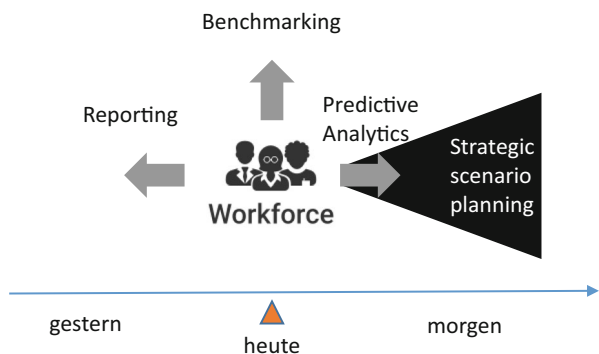 Benchmarking
Reporting
Predictive
Analytics
Strategic
scenario
planning
Workforce
gestern
heute
morgen